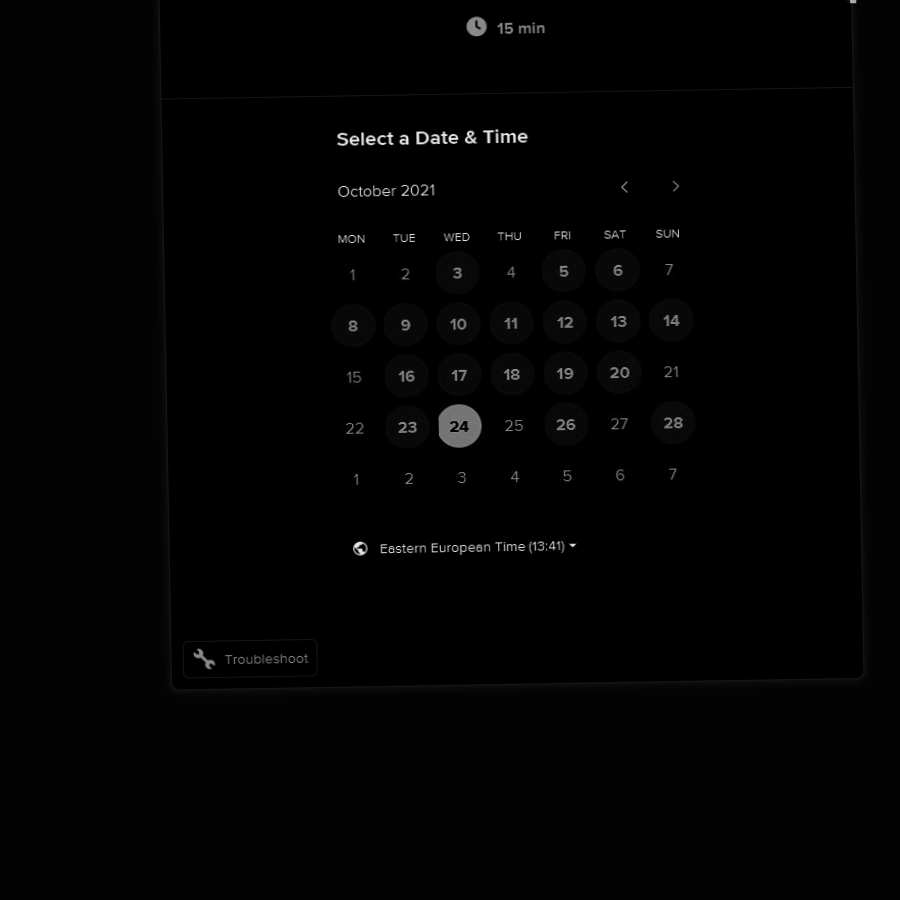 15 min
Select a Date & Time
October 2021
MON TUE WED THU FRI SAT SUN
1 2 3 4 5 6 7
8 9 10 11 12 13 14
15 16 17 18 19 20 21
22 23 24 25 26 27 28
1 2 3 4 5 6 7
Eastern European Time (13:41)
Troubleshoot